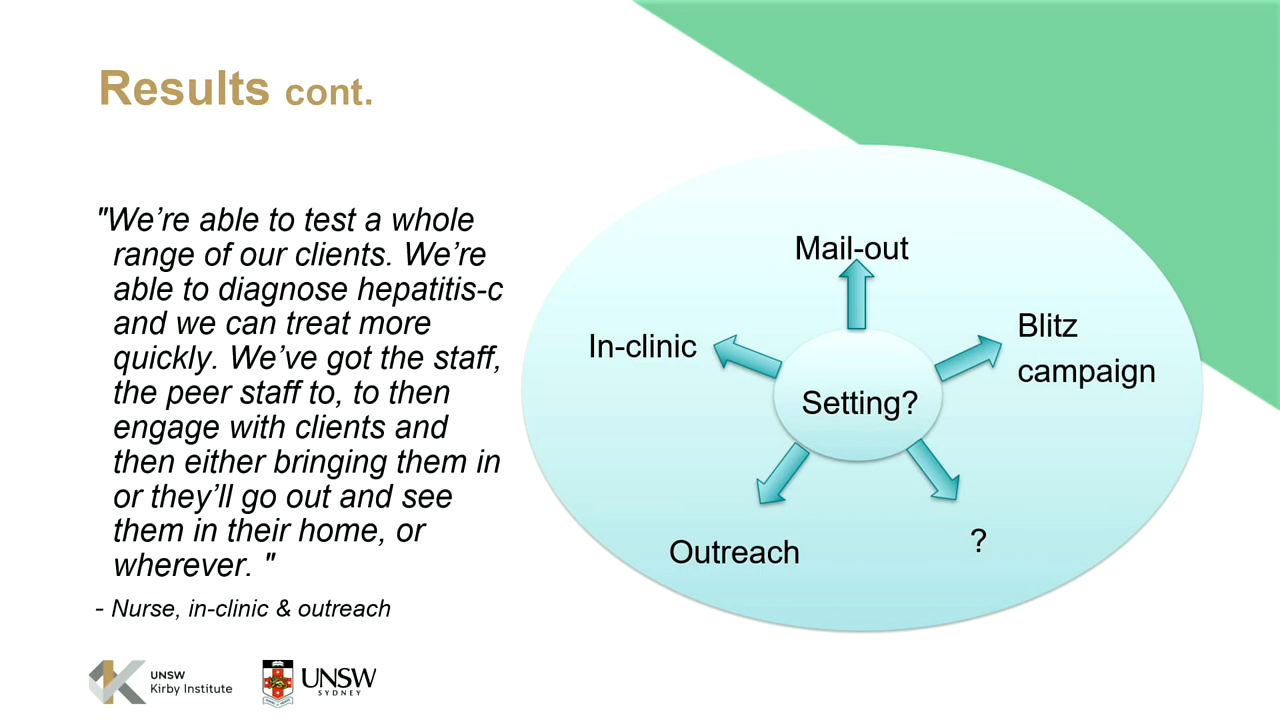 Results cont.
"We’re able to test a whole
range of our clients. We’re
able to diagnose hepatitis-c
and we can treat more
quickly. We’ve got the staff,
the peer staff to, to then
engage with clients and
then either bringing them in
or they’ll go out and see
them in their home, or
wherever. "
- Nurse, in-clinic & outreach
Mail-out
In-clinic
Blitz
campaign
Setting?
Outreach
?
UNSW
Kirby Institute
UNSW
SYDNEY